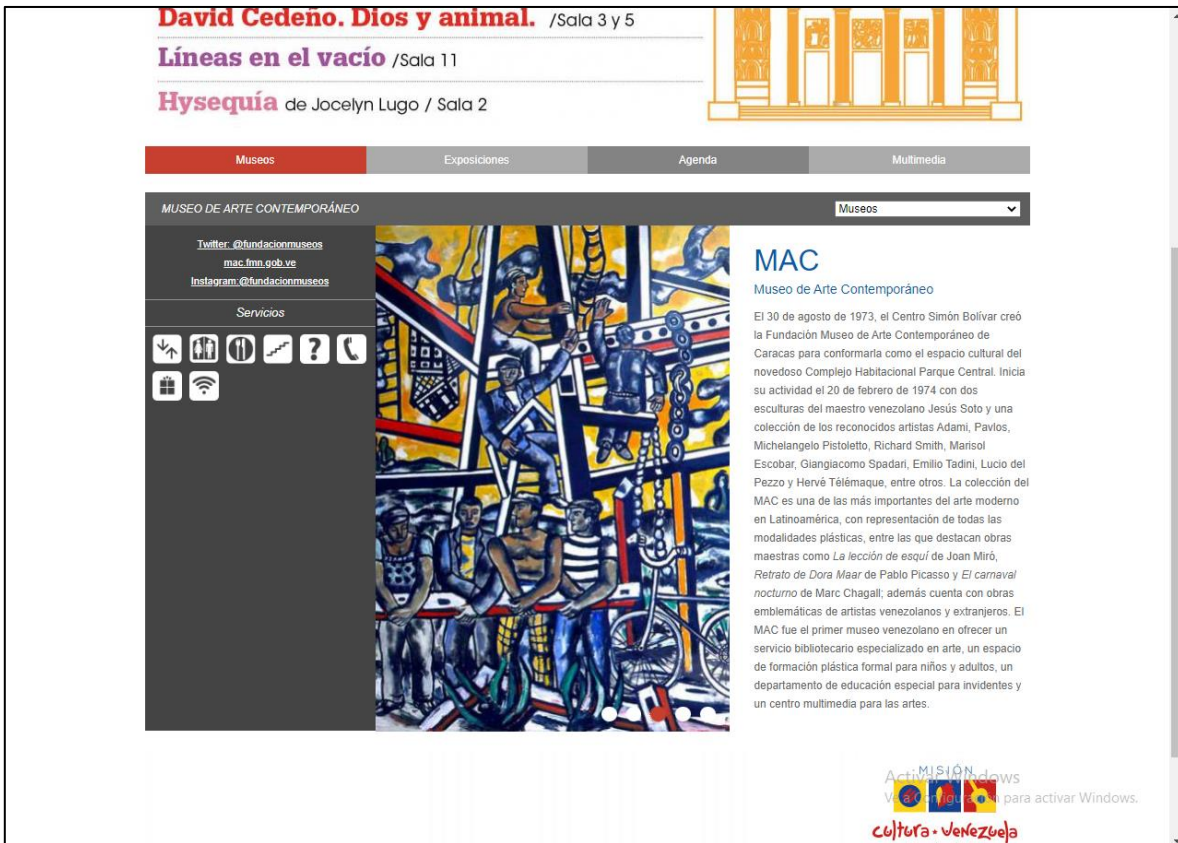 David Cedeño. Dios y animal. /Sala 3 y 5
Líneas en el vacío /Sala 11
Hysequía de Jocelyn Lugo / Sala 2
Museos
Exposiciones
Agenda
Multimedia
MUSEO DE ARTE CONTEMPORÁNEO
Museos
Twitter: @fundacionmuseos
mac.fmn.gob.ve
Instagram:@fundacionmuseos
Servicios
?
MAC
Museo de Arte Contemporáneo
El 30 de agosto de 1973, el Centro Simón Bolívar creó
la Fundación Museo de Arte Contemporáneo de
Caracas para conformarla como el espacio cultural del
novedoso Complejo Habitacional Parque Central. Inicia
su actividad el 20 de febrero de 1974 con dos
esculturas del maestro venezolano Jesús Soto y una
colección de los reconocidos artistas Adami, Pavlos,
Michelangelo Pistoletto, Richard Smith, Marisol
Escobar, Giangiacomo Spadari, Emilio Tadini, Lucio del
Pezzo y Hervè Tèlémaque, entre otros. La colección del
MAC es una de las más importantes del arte moderno
en Latinoamérica, con representación de todas las
modalidades plásticas, entre las que destacan obras
maestras como La lección de esquí de Joan Miró,
Retrato de Dora Maar de Pablo Picasso y El carnaval
nocturno de Marc Chagall; además cuenta con obras
emblemáticas de artistas venezolanos y extranjeros. El
MAC fue el primer museo venezolano en ofrecer un
servicio bibliotecario especializado en arte, un espacio
de formación plástica formal para niños y adultos, un
departamento de educación especial para invidentes y
un centro multimedia para las artes.
MISIÓN
Activar Windows
Ve a Configuración para activar Windows.
cultura • venezuela